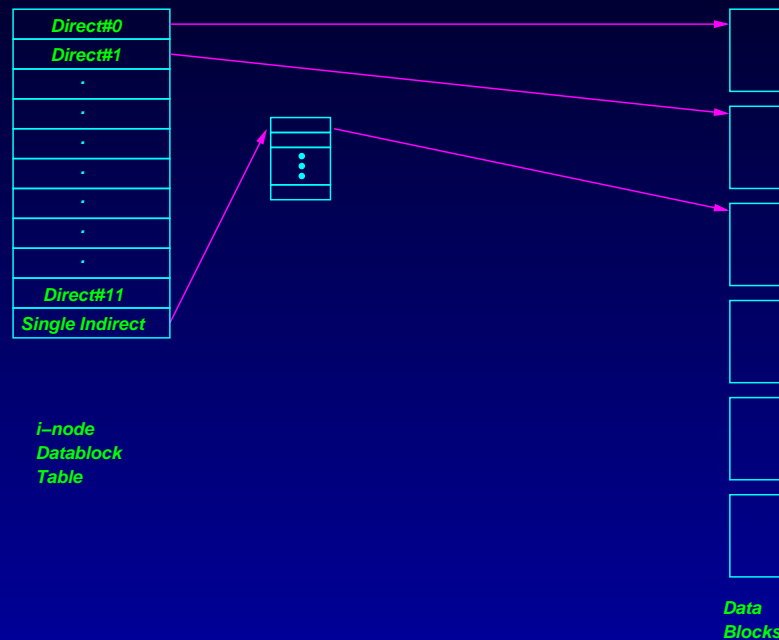 Direct#0
Direct#1
.
.
.
.
.
.
.
Direct#11
Single Indirect
i-node
Datablock
Table
Data
Blocks